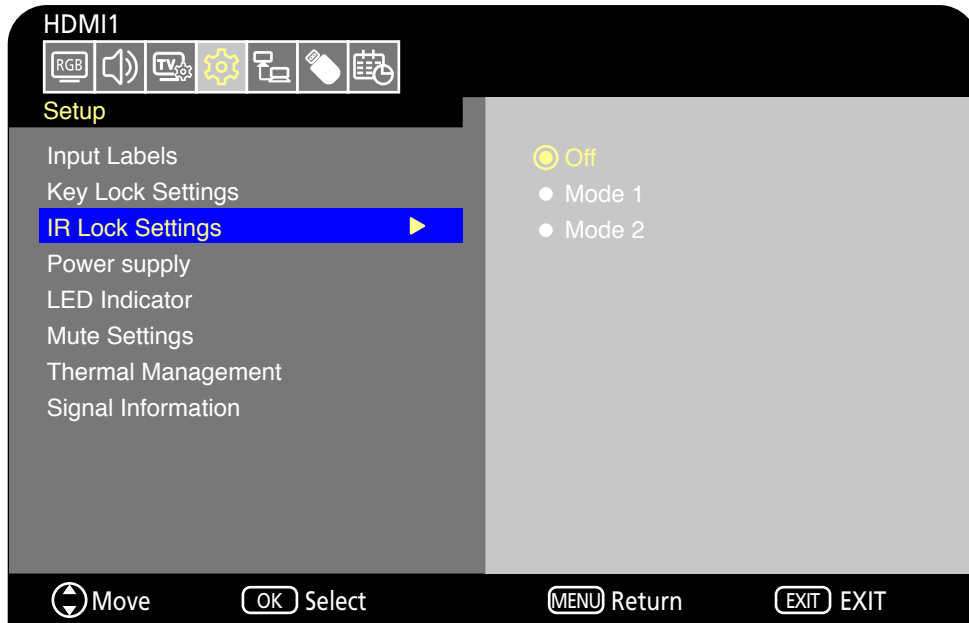 HDMI1
RGB
TV
Setup
Input Labels
Key Lock Settings
IR Lock Settings
Power supply
LED Indicator
Mute Settings
Thermal Management
Signal Information
Off
Mode 1
Mode 2
Move OK Select MENU Return EXIT EXIT